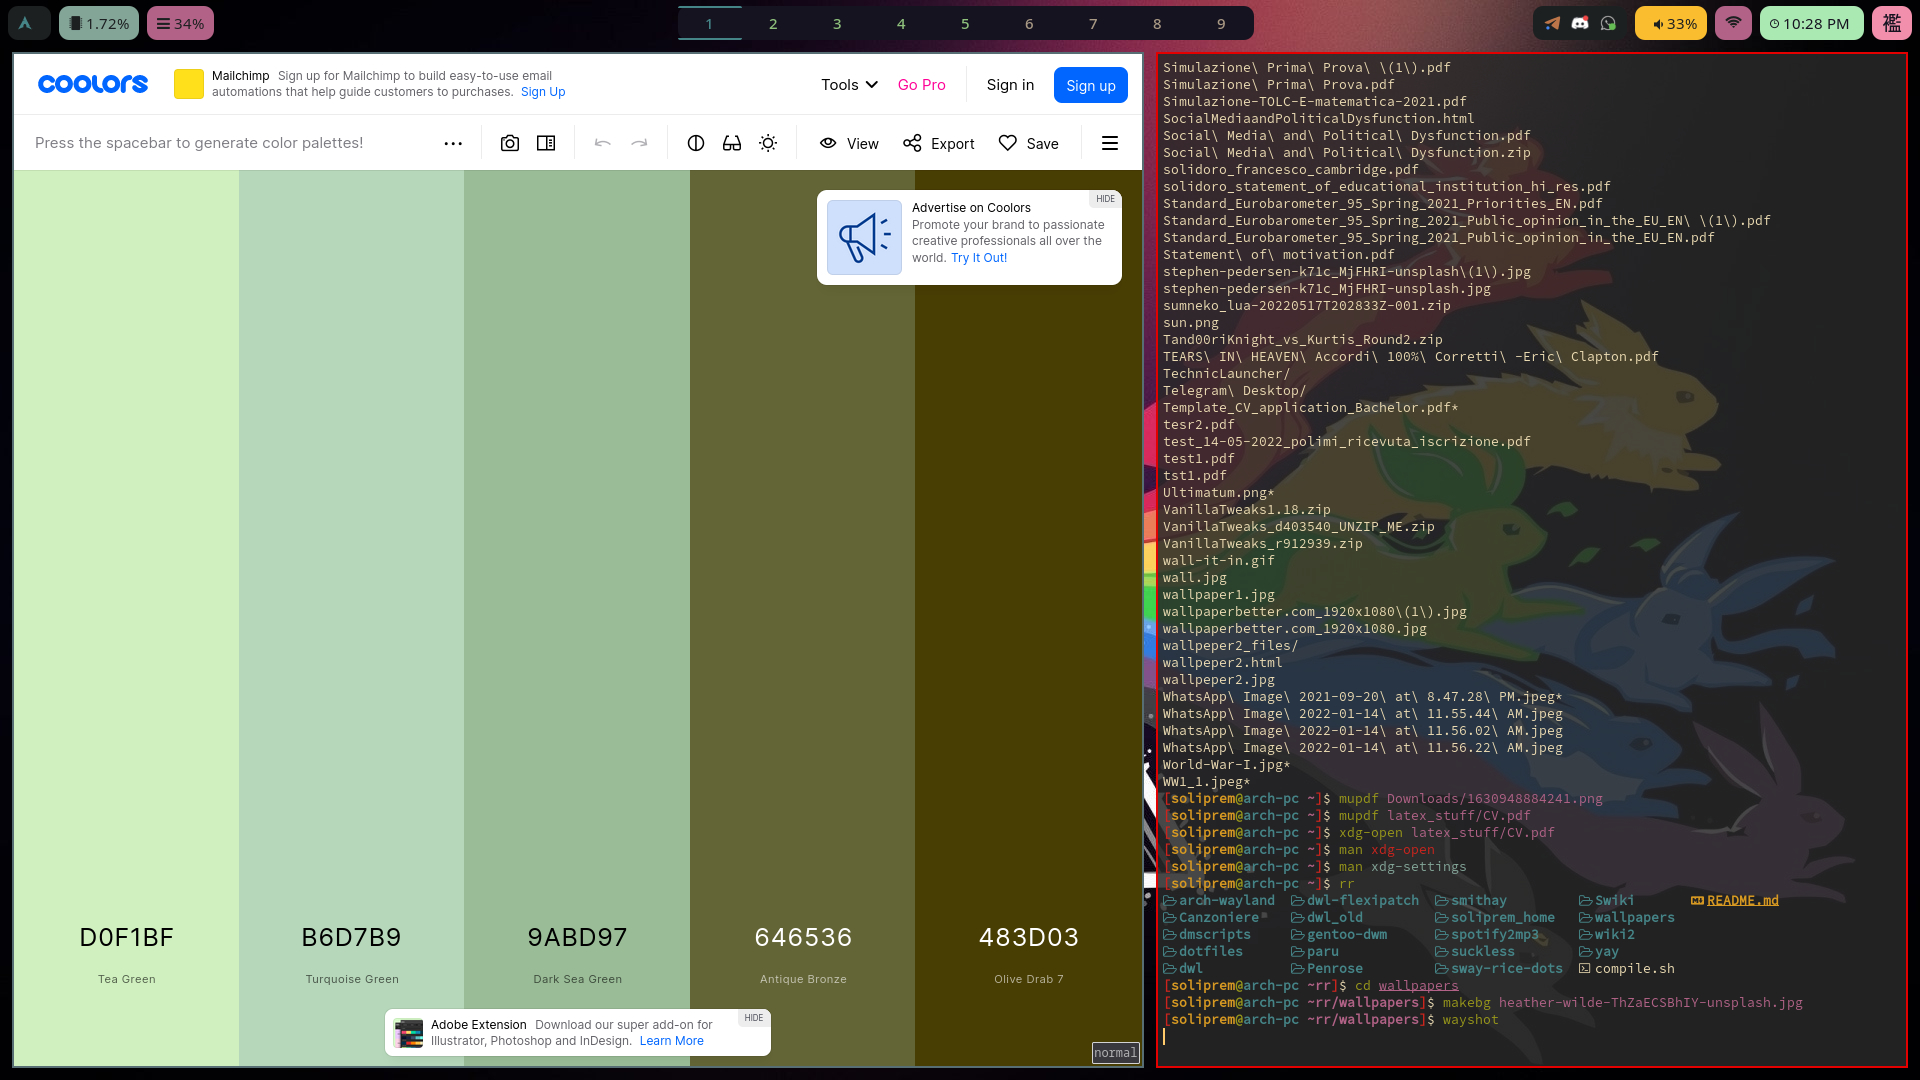 1.72%
34%
1 2 3 4 5 6 7 8 9
33%
10:28 PM
襤
coolors
Mailchimp Sign up for Mailchimp to build easy-to-use email
automations that help guide customers to purchases. Sign Up
Tools
Go Pro
Sign in
Sign up
Press the spacebar to generate color palettes!
View
Export
Save
HIDE
Advertise on Coolors
Promote your brand to passionate
creative professionals all over the
world. Try It Out!
D0F1BF
Tea Green
B6D7B9
Turquoise Green
9ABD97
Dark Sea Green
646536
Antique Bronze
483D03
Olive Drab 7
HIDE
Adobe Extension Download our super add-on for
Illustrator, Photoshop and InDesign. Learn More
normal
Simulazione\ Prima\ Prova\ \(1\).pdf
Simulazione\ Prima\ Prova.pdf
Simulazione-TOLC-E-matematica-2021.pdf
SocialMediaandPoliticalDysfunction.html
Social\ Media\ and\ Political\ Dysfunction.pdf
Social\ Media\ and\ Political\ Dysfunction.zip
solidoro_francesco_cambridge.pdf
solidoro_statement_of_educational_institution_hi_res.pdf
Standard_Eurobarometer_95_Spring_2021_Priorities_EN.pdf
Standard_Eurobarometer_95_Spring_2021_Public_opinion_in_the_EU_EN\ \(1\).pdf
Standard_Eurobarometer_95_Spring_2021_Public_opinion_in_the_EU_EN.pdf
Statement\ of\ motivation.pdf
stephen-pedersen-k71c_MjFHRI-unsplash\(1\).jpg
stephen-pedersen-k71c_MjFHRI-unsplash.jpg
sumneko_lua-20220517T202833Z-001.zip
sun.png
Tand00riKnight_vs_Kurtis_Round2.zip
TEARS\ IN\ HEAVEN\ Accordi\ 100%\ Corretti\ -Eric\ Clapton.pdf
TechnicLauncher/
Telegram\ Desktop/
Template_CV_application_Bachelor.pdf*
tesr2.pdf
test_14-05-2022_polimi_ricevuta_iscrizione.pdf
test1.pdf
tst1.pdf
Ultimatum.png*
VanillaTweaks1.18.zip
VanillaTweaks_d403540_UNZIP_ME.zip
VanillaTweaks_r912939.zip
wall-it-in.gif
wall.jpg
wallpaper1.jpg
wallpaperbetter.com_1920x1080\(1\).jpg
wallpaperbetter.com_1920x1080.jpg
wallpeper2_files/
wallpeper2.html
wallpeper2.jpg
WhatsApp\ Image\ 2021-09-20\ at\ 8.47.28\ PM.jpeg*
WhatsApp\ Image\ 2022-01-14\ at\ 11.55.44\ AM.jpeg
WhatsApp\ Image\ 2022-01-14\ at\ 11.56.02\ AM.jpeg
WhatsApp\ Image\ 2022-01-14\ at\ 11.56.22\ AM.jpeg
World-War-I.jpg*
WW1_1.jpeg*
[soliprem@arch-pc ~]$ mupdf Downloads/1630948884241.png
[soliprem@arch-pc ~]$ mupdf latex_stuff/CV.pdf
[soliprem@arch-pc ~]$ xdg-open latex_stuff/CV.pdf
[soliprem@arch-pc ~]$ man xdg-open
[soliprem@arch-pc ~]$ man xdg-settings
[soliprem@arch-pc ~]$ rr
arch-wayland dwl-flexipatch smithay Swiki README.md
Canzoniere dwl_old soliprem_home wallpapers
dmscripts gentoo-dwm spotify2mp3 wiki2
dotfiles paru suckless yay
dwl Penrose sway-rice-dots compile.sh
[soliprem@arch-pc ~rr]$ cd wallpapers
[soliprem@arch-pc ~rr/wallpapers]$ makebg heather-wilde-ThZaECSBhIY-unsplash.jpg
[soliprem@arch-pc ~rr/wallpapers]$ wayshot